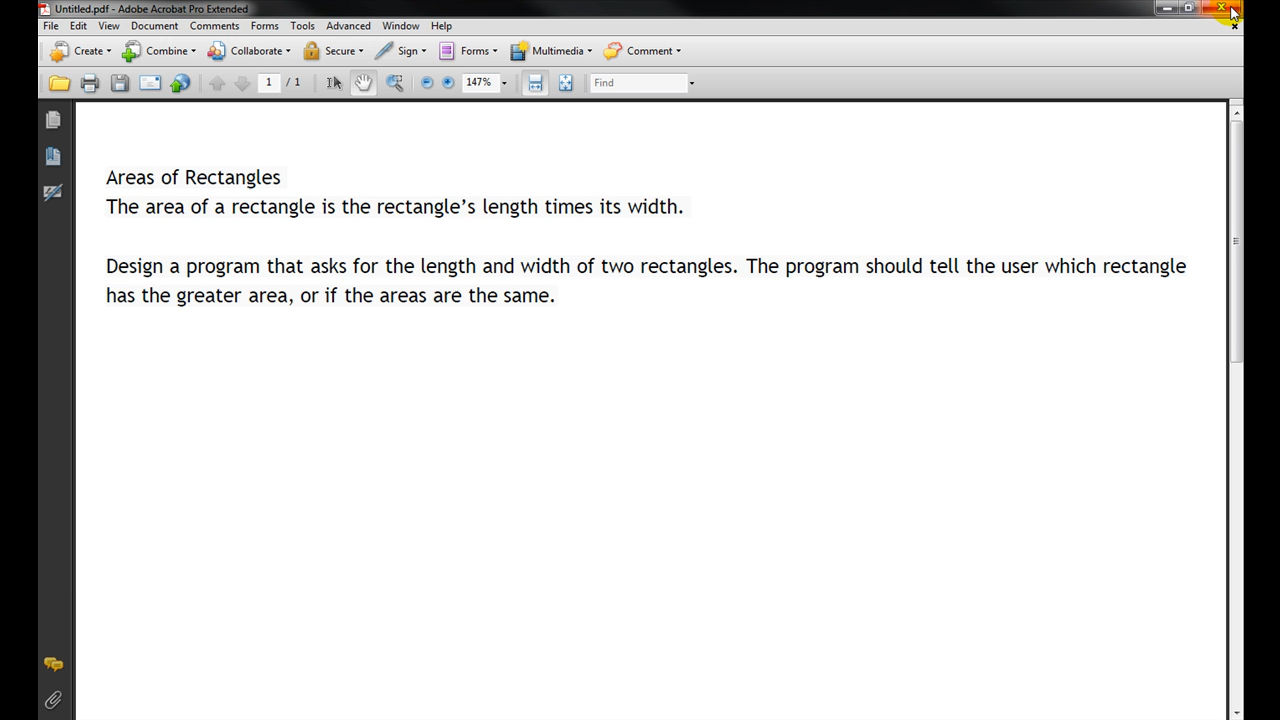 Untitled.pdf - Adobe Acrobat Pro Extended
File Edit View Document Comments Forms Tools Advanced Window Help
Create Combine Collaborate Secure Sign Forms Multimedia Comment
1 / 1 147% Find
Areas of Rectangles
The area of a rectangle is the rectangle’s length times its width.
Design a program that asks for the length and width of two rectangles. The program should tell the user which rectangle
has the greater area, or if the areas are the same.